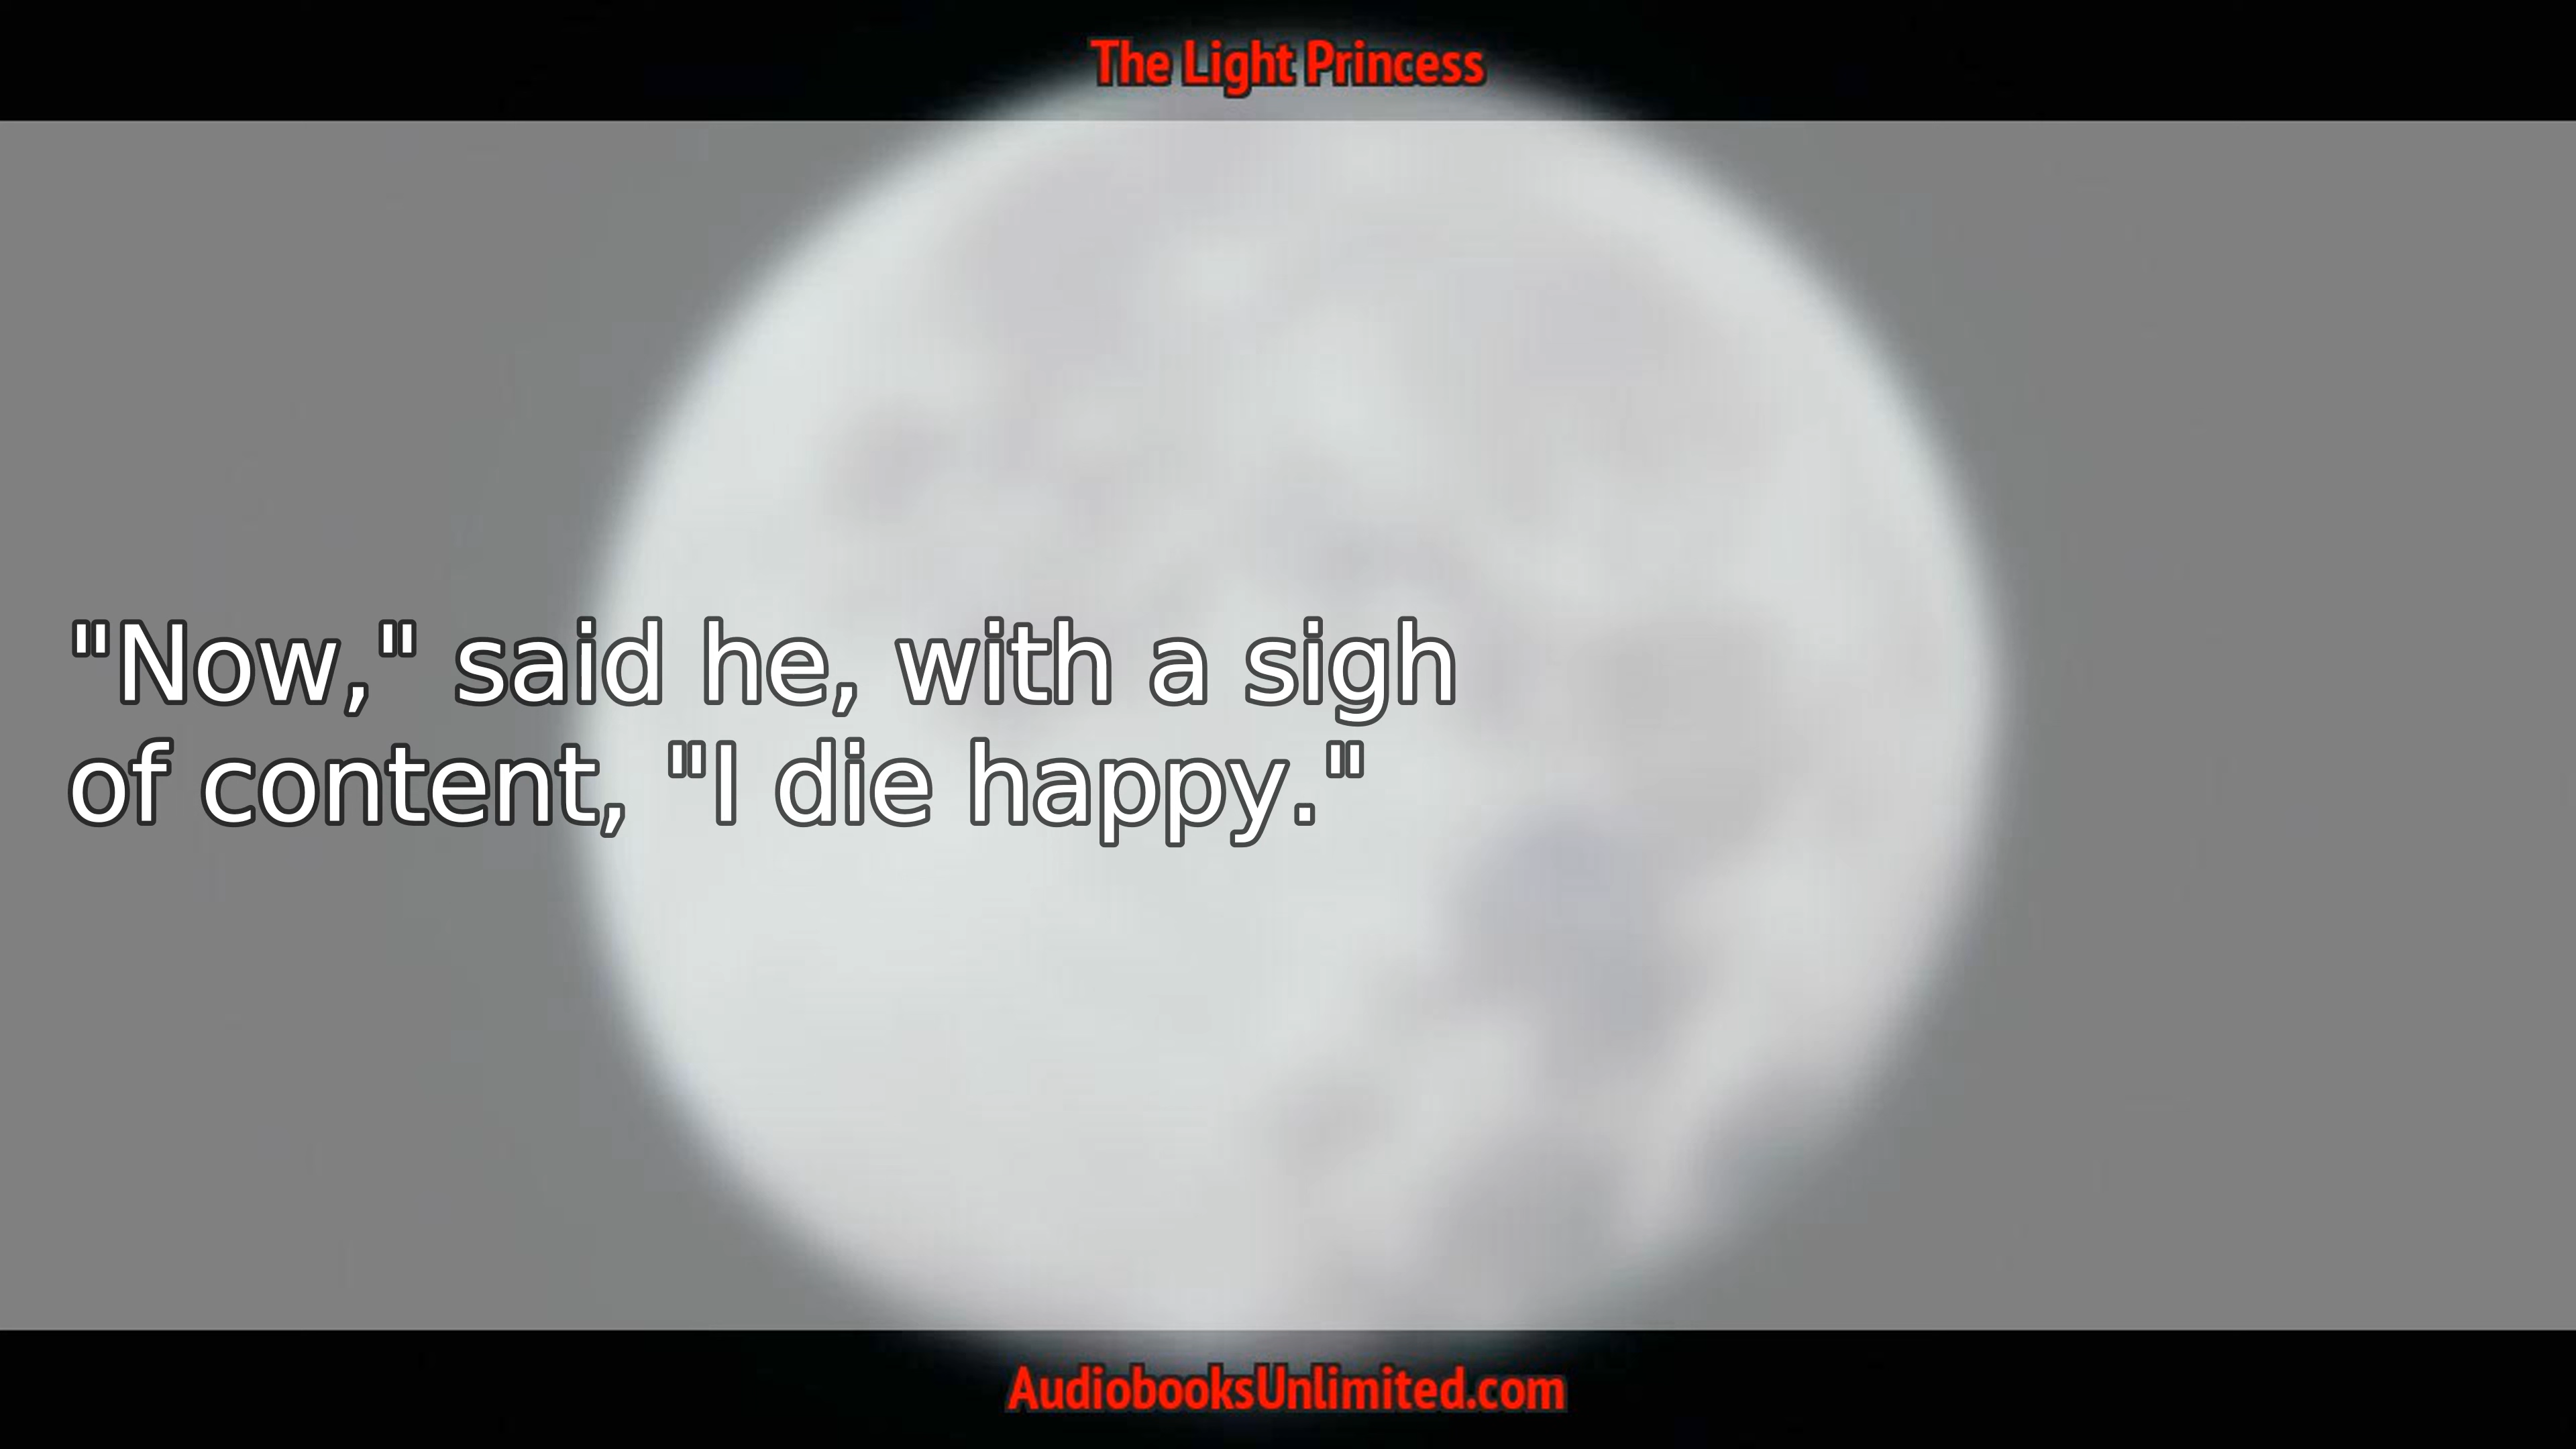 The Light Princess
"Now," said he, with a sigh
of content, "I die happy."
AudiobooksUnlimited.com